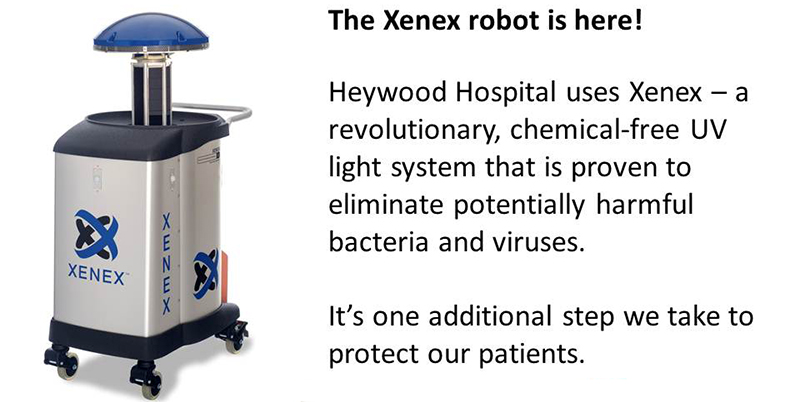 The Xenex robot is here!
Heywood Hospital uses Xenex – a
revolutionary, chemical-free UV
light system that is proven to
eliminate potentially harmful
bacteria and viruses.
It’s one additional step we take to
protect our patients.
XENEX™
XENEX